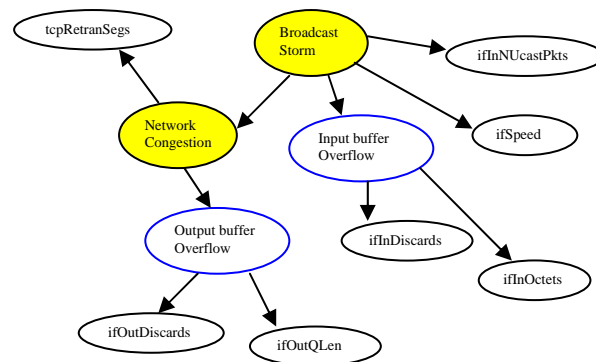 tcpRetranSegs
Broadcast
Storm
ifInNUcastPkts
Network
Congestion
Input buffer
Overflow
ifSpeed
Output buffer
Overflow
ifInDiscards
ifInOctets
ifOutDiscards
ifOutQLen